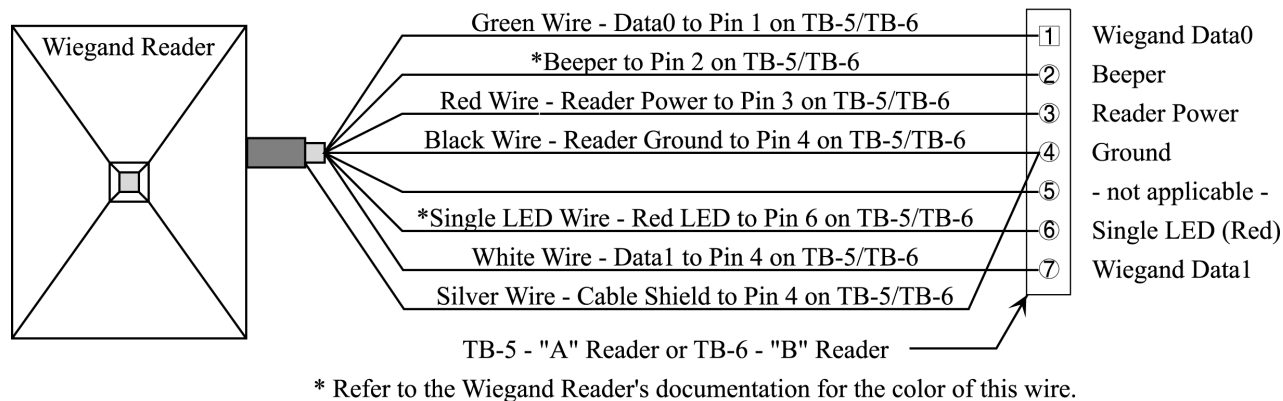 Wiegand Reader
Green Wire - Data0 to Pin 1 on TB-5/TB-6
1 Wiegand Data0
*Beeper to Pin 2 on TB-5/TB-6
2 Beeper
Red Wire - Reader Power to Pin 3 on TB-5/TB-6
3 Reader Power
Black Wire - Reader Ground to Pin 4 on TB-5/TB-6
4 Ground
5 - not applicable -
*Single LED Wire - Red LED to Pin 6 on TB-5/TB-6
6 Single LED (Red)
White Wire - Data1 to Pin 4 on TB-5/TB-6
7 Wiegand Data1
Silver Wire - Cable Shield to Pin 4 on TB-5/TB-6
TB-5 - "A" Reader or TB-6 - "B" Reader
* Refer to the Wiegand Reader's documentation for the color of this wire.